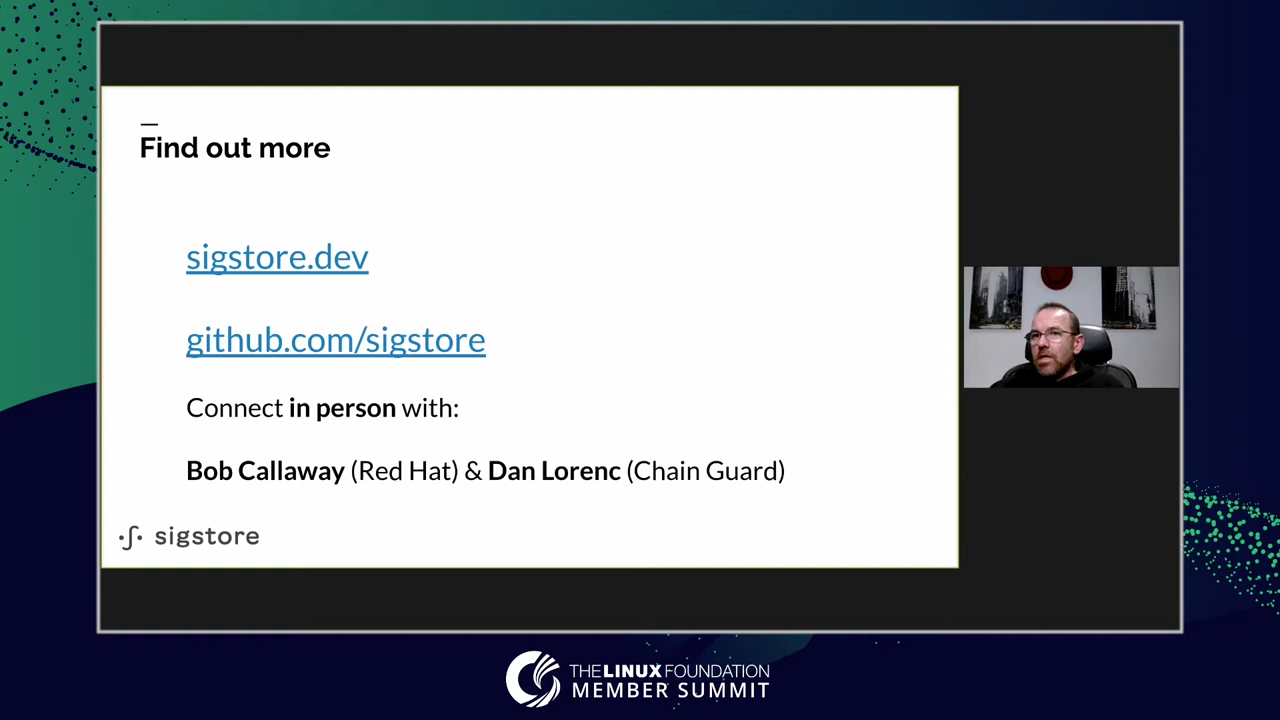 Find out more
sigstore.dev
github.com/sigstore
Connect in person with:
Bob Callaway (Red Hat) & Dan Lorenc (Chain Guard)
sigstore
THE LINUX FOUNDATION
MEMBER SUMMIT